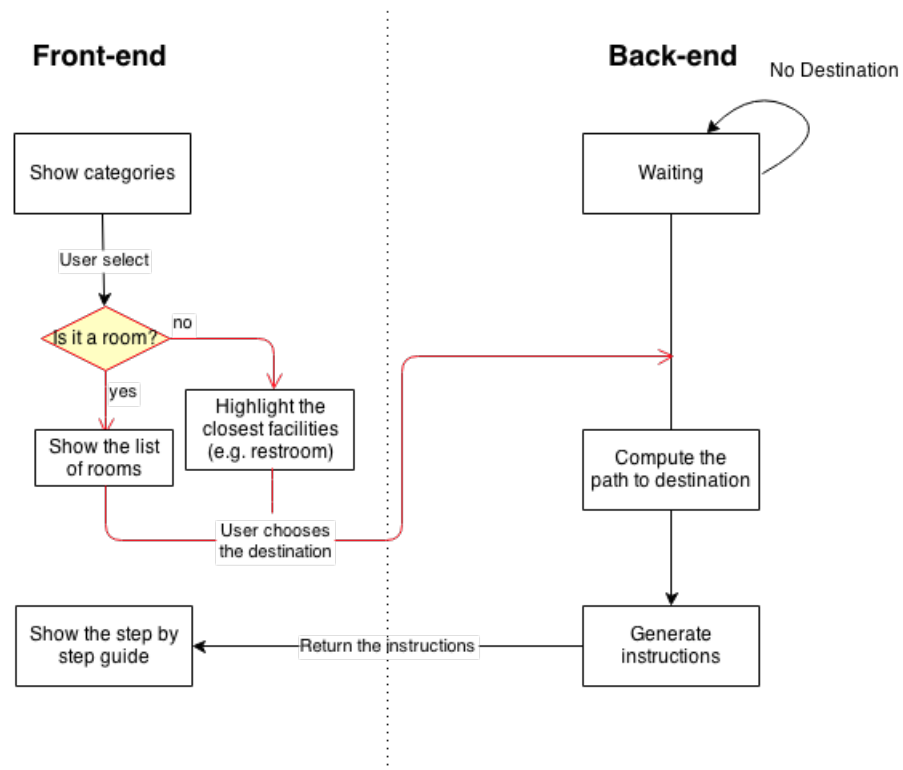 Front-end
Back-end
No Destination
Show categories
Waiting
User select
Is it a room?
no
yes
Highlight the
closest facilities
(e.g. restroom)
Show the list
of rooms
Compute the
path to destination
User chooses
the destination
Show the step by
step guide
Return the instructions
Generate
instructions